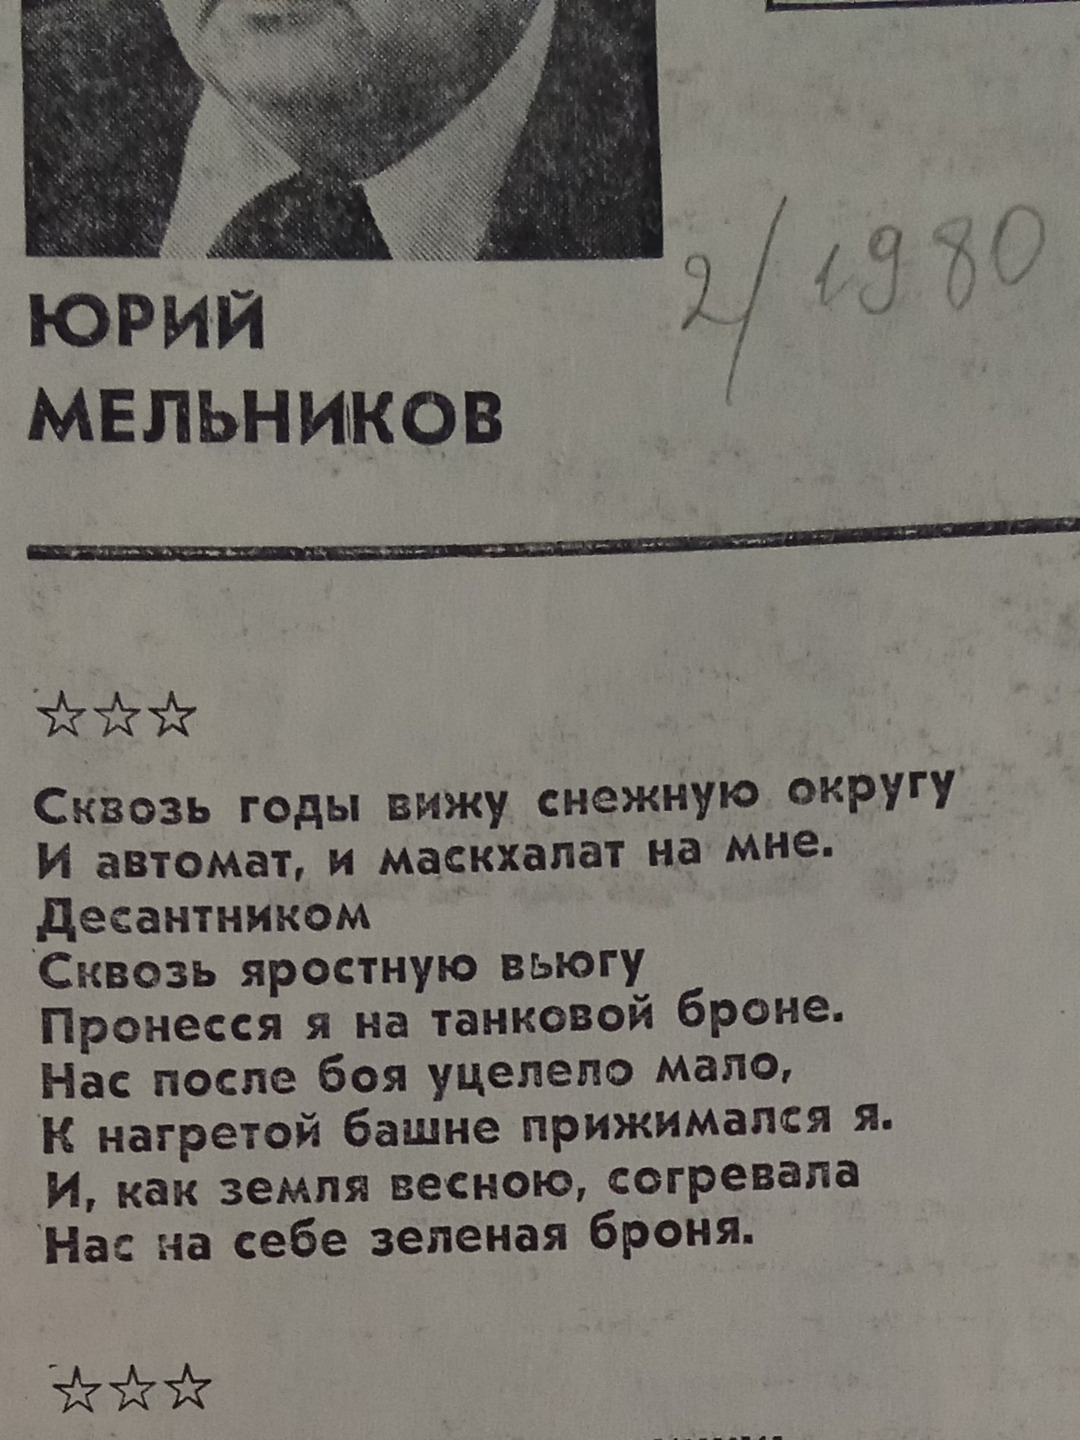 2/1980
ЮРИЙ
МЕЛЬНИКОВ
☆☆☆
Сквозь годы вижу снежную округу
И автомат, и маскхалат на мне.
Десантником
Сквозь яростную вьюгу
Пронесся я на танковой броне.
Нас после боя уцелело мало,
К нагретой башне прижимался я.
И, как земля весною, согревала
Нас на себе зеленая броня.
☆☆☆